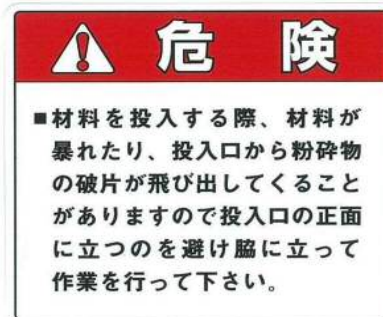 危険
■材料を投入する際、材料が
暴れたり、投入口から粉砕物
の破片が飛び出してくること
がありますので投入口の正面
に立つのを避け脇に立って
作業を行って下さい。